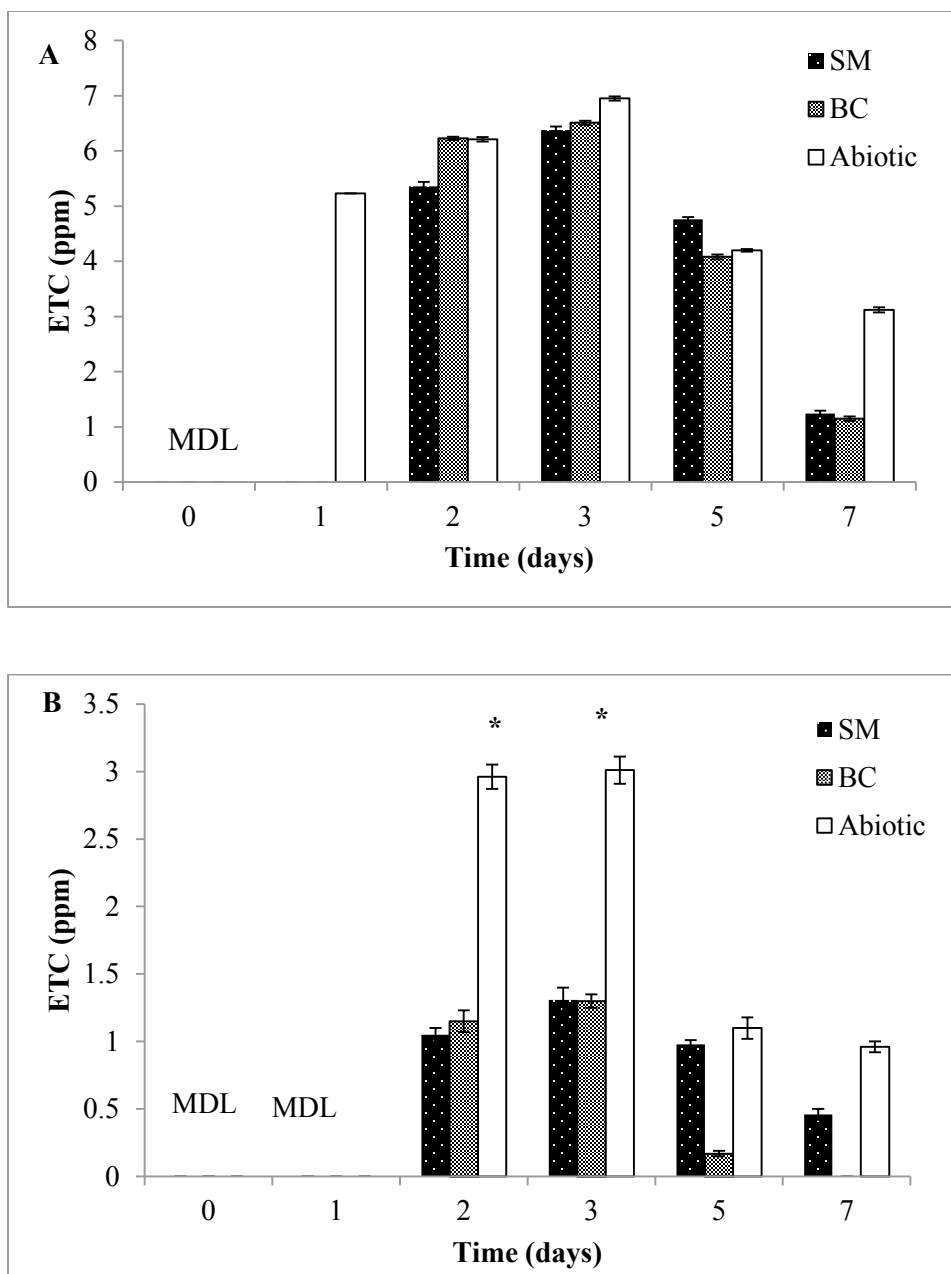 A
8
7
6
5
4
3
2
1
0
ETC (ppm)
MDL
SM
BC
Abiotic
0 1 2 3 5 7
Time (days)
B
3.5
3
2.5
2
1.5
1
0.5
0
ETC (ppm)
* *
MDL MDL
SM
BC
Abiotic
0 1 2 3 5 7
Time (days)